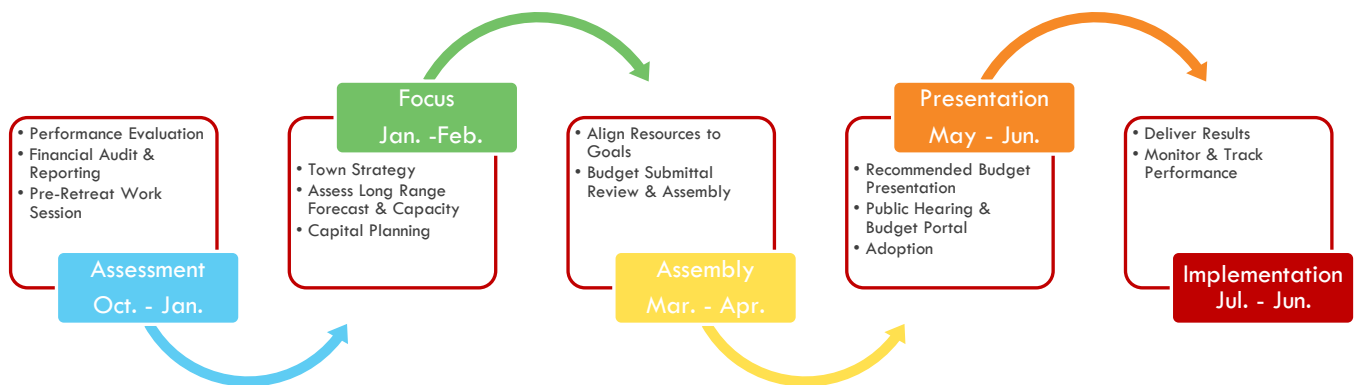 • Performance Evaluation
• Financial Audit &
Reporting
• Pre-Retreat Work
Session
Assessment
Oct. - Jan.
Focus
Jan. -Feb.
• Town Strategy
• Assess Long Range
Forecast & Capacity
• Capital Planning
• Align Resources to
Goals
• Budget Submittal
Review & Assembly
Assembly
Mar. - Apr.
Presentation
May - Jun.
• Recommended Budget
Presentation
• Public Hearing &
Budget Portal
• Adoption
• Deliver Results
• Monitor & Track
Performance
Implementation
Jul. - Jun.